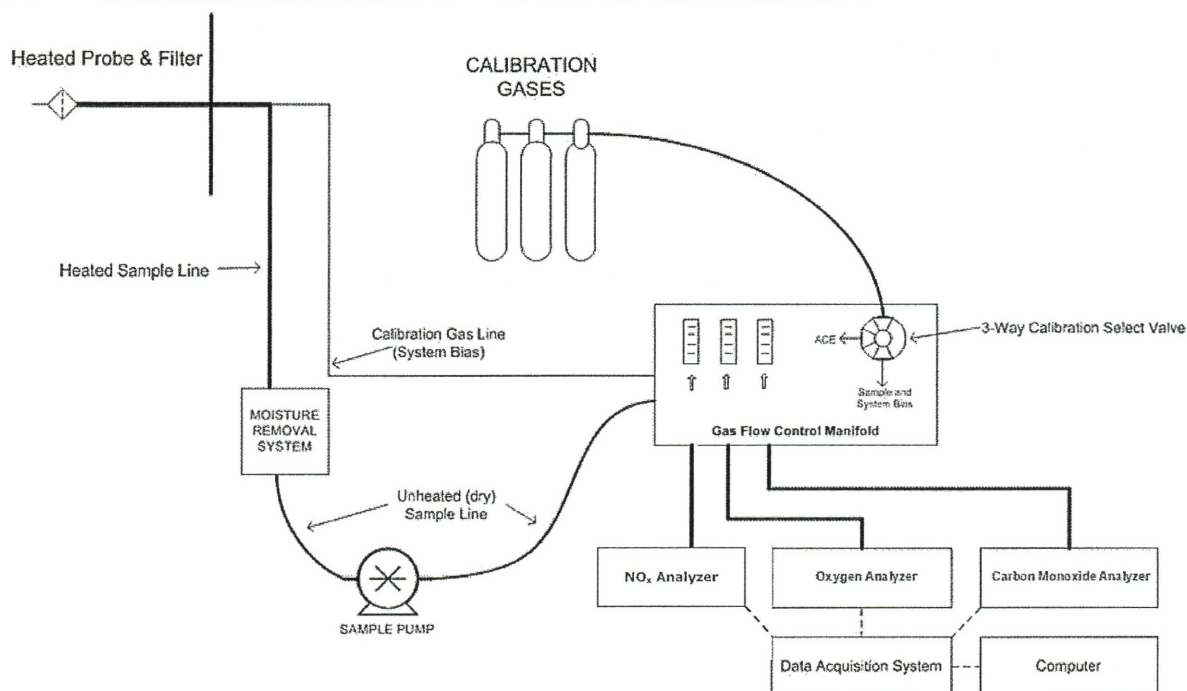 Heated Probe & Filter
CALIBRATION
GASES
Heated Sample Line
Calibration Gas Line
(System Bias)
ACE
3-Way Calibration Select Valve
Sample and
System Bias
Gas Flow Control Manifold
MOISTURE
REMOVAL
SYSTEM
Unheated (dry)
Sample Line
SAMPLE PUMP
NOₓ Analyzer
Oxygen Analyzer
Carbon Monoxide Analyzer
Data Acquisition System
Computer